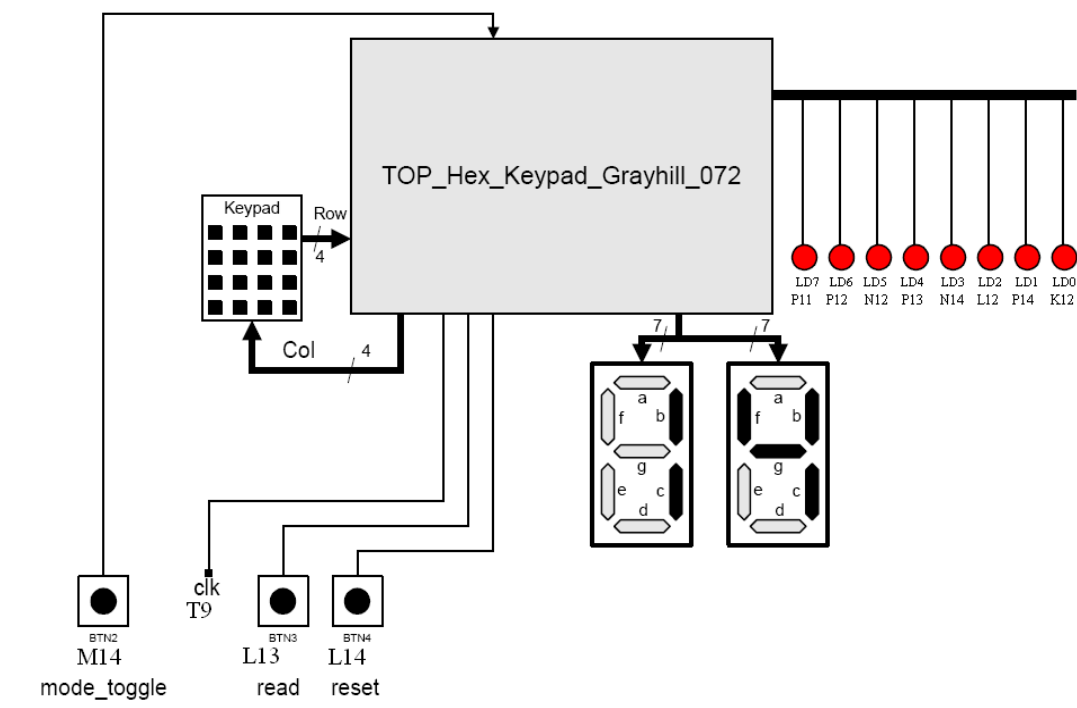 TOP_Hex_Keypad_Grayhill_072
Keypad
Row
4
Col
4
LD7 LD6 LD5 LD4 LD3 LD2 LD1 LD0
P11 P12 N12 P13 N14 L12 P14 K12
7 7
a
f b
g
e c
d
a
f b
g
e c
d
clk
T9
BTN2 BTN3 BTN4
M14 L13 L14
mode_toggle read reset